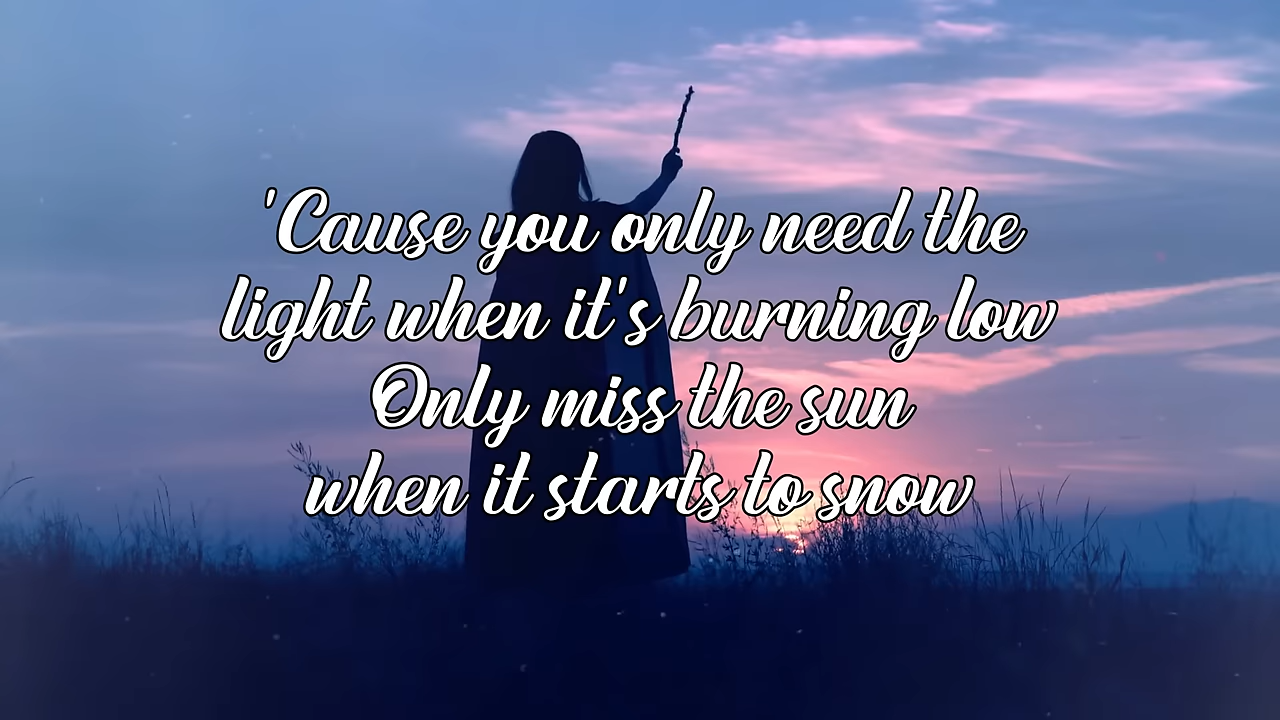 'Cause you only need the
light when it's burning low
Only miss the sun
when it starts to snow